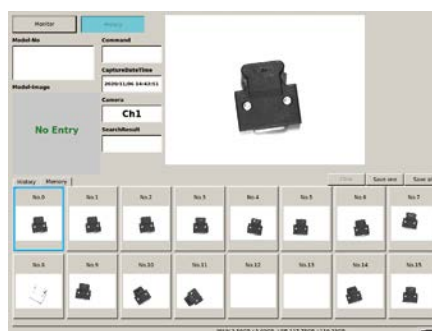 Monitor
History
Model-No
Command
CaptureDateTime
2020/11/06 14:43:51
Model-Image
Camera
Ch1
No Entry
SearchResult
History Memory
Save one Save all
No.0 No.1 No.2 No.3 No.4 No.5 No.6 No.7
No.8 No.9 No.10 No.11 No.12 No.13 No.14 No.15